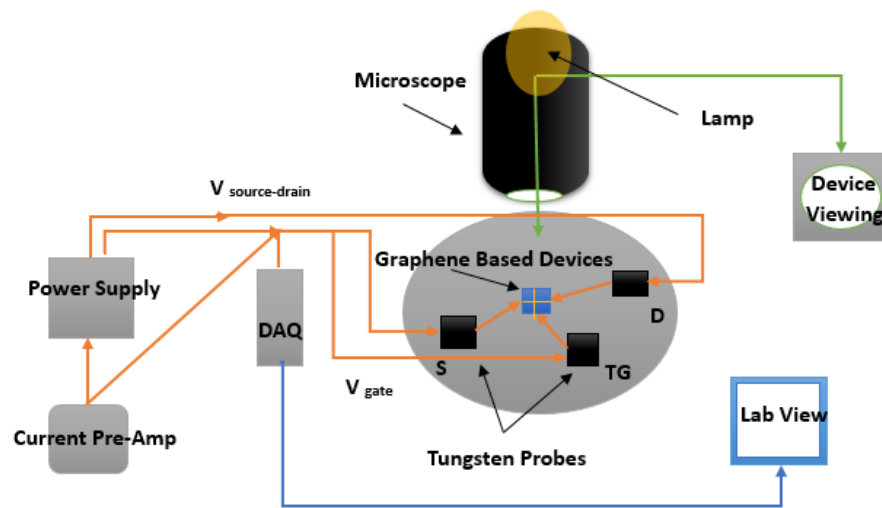 Microscope
Lamp
Device
Viewing
V source-drain
Graphene Based Devices
Power Supply
D
DAQ
S
TG
V gate
Lab View
Current Pre-Amp
Tungsten Probes